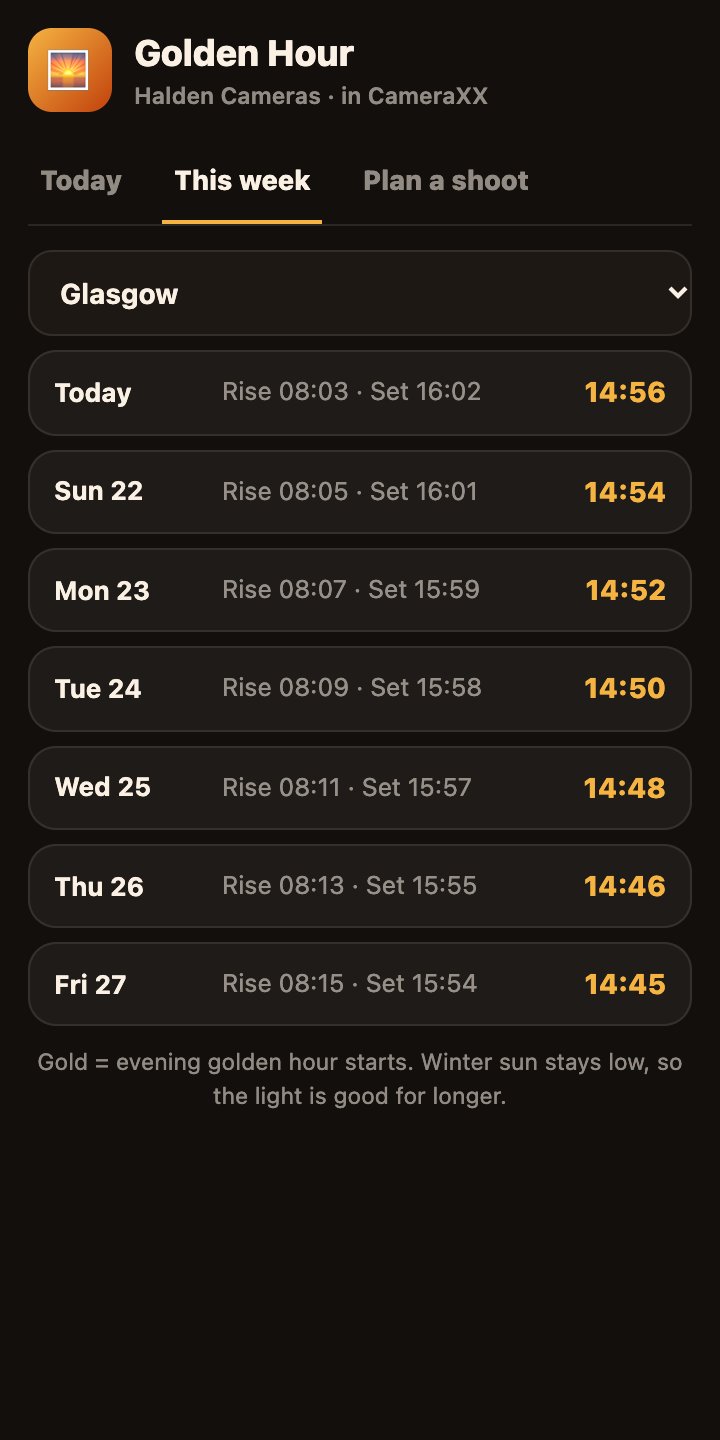 Golden Hour
Halden Cameras · in CameraXX
Today This week Plan a shoot
Glasgow
Today Rise 08:03 · Set 16:02 14:56
Sun 22 Rise 08:05 · Set 16:01 14:54
Mon 23 Rise 08:07 · Set 15:59 14:52
Tue 24 Rise 08:09 · Set 15:58 14:50
Wed 25 Rise 08:11 · Set 15:57 14:48
Thu 26 Rise 08:13 · Set 15:55 14:46
Fri 27 Rise 08:15 · Set 15:54 14:45
Gold = evening golden hour starts. Winter sun stays low, so
the light is good for longer.